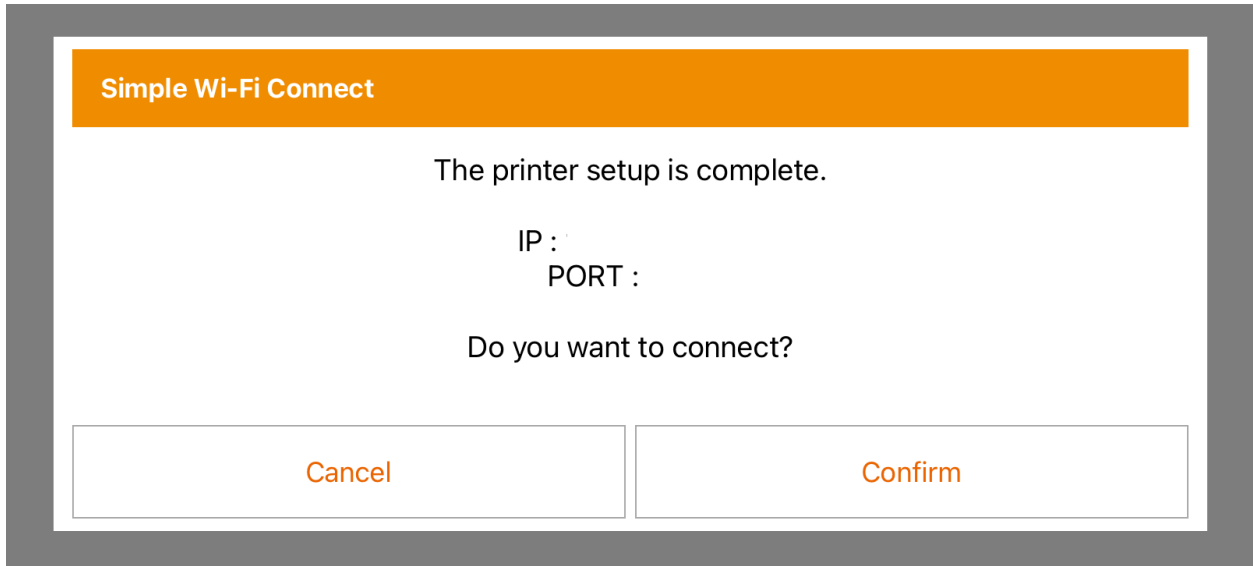 Simple Wi-Fi Connect
The printer setup is complete.
IP :
PORT :
Do you want to connect?
Cancel
Confirm